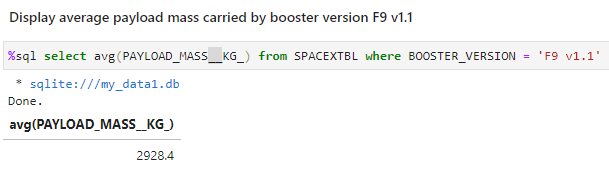 Display average payload mass carried by booster version F9 v1.1
%sql select avg(PAYLOAD_MASS__KG_) from SPACEXTBL where BOOSTER_VERSION = 'F9 v1.1'
* sqlite:///my_data1.db
Done.
avg(PAYLOAD_MASS__KG_)
2928.4